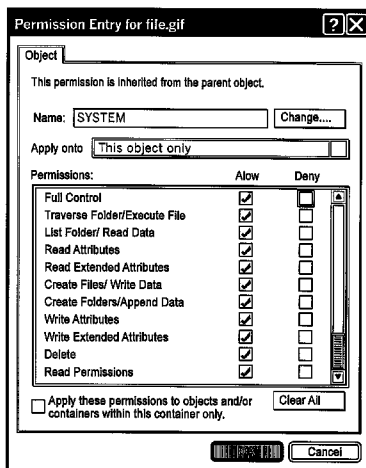 Permission Entry for file.gif
Object
This permission is inherited from the parent object.
Name: SYSTEM Change....
Apply onto This object only
Permissions: Alow Deny
Full Control
Traverse Folder/Execute File
List Folder/ Read Data
Read Attributes
Read Extended Attributes
Create Files/ Write Data
Create Folders/Append Data
Write Attributes
Write Extended Attributes
Delete
Read Permissions
Apply these permissions to objects and/or Clear All
containers within this container only.
Cancel